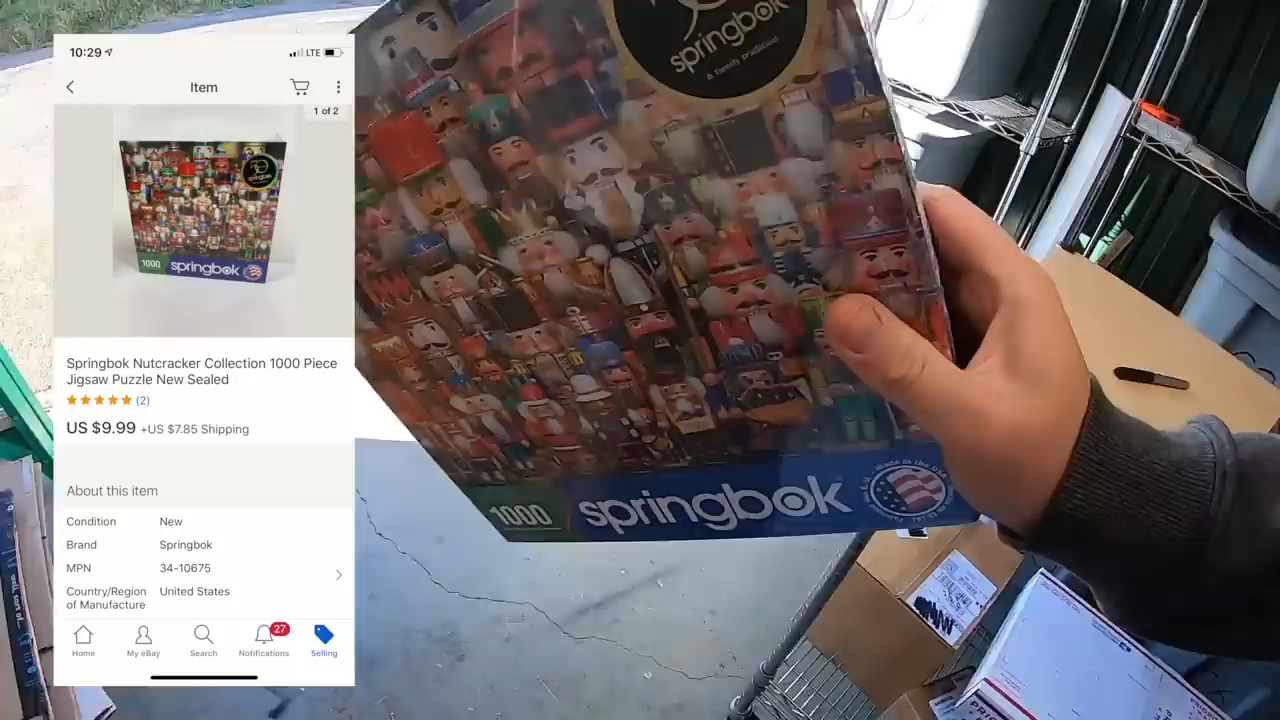 10:29
LTE
Item
1 of 2
1000
springbok
Springbok Nutcracker Collection 1000 Piece
Jigsaw Puzzle New Sealed
(2)
US $9.99 +US $7.85 Shipping
About this item
Condition New
Brand Springbok
MPN 34-10675
Country/Region United States
of Manufacture
27
Home My eBay Search Notifications Selling
springbok
a family tradition
1000
springbok
Made in the USA